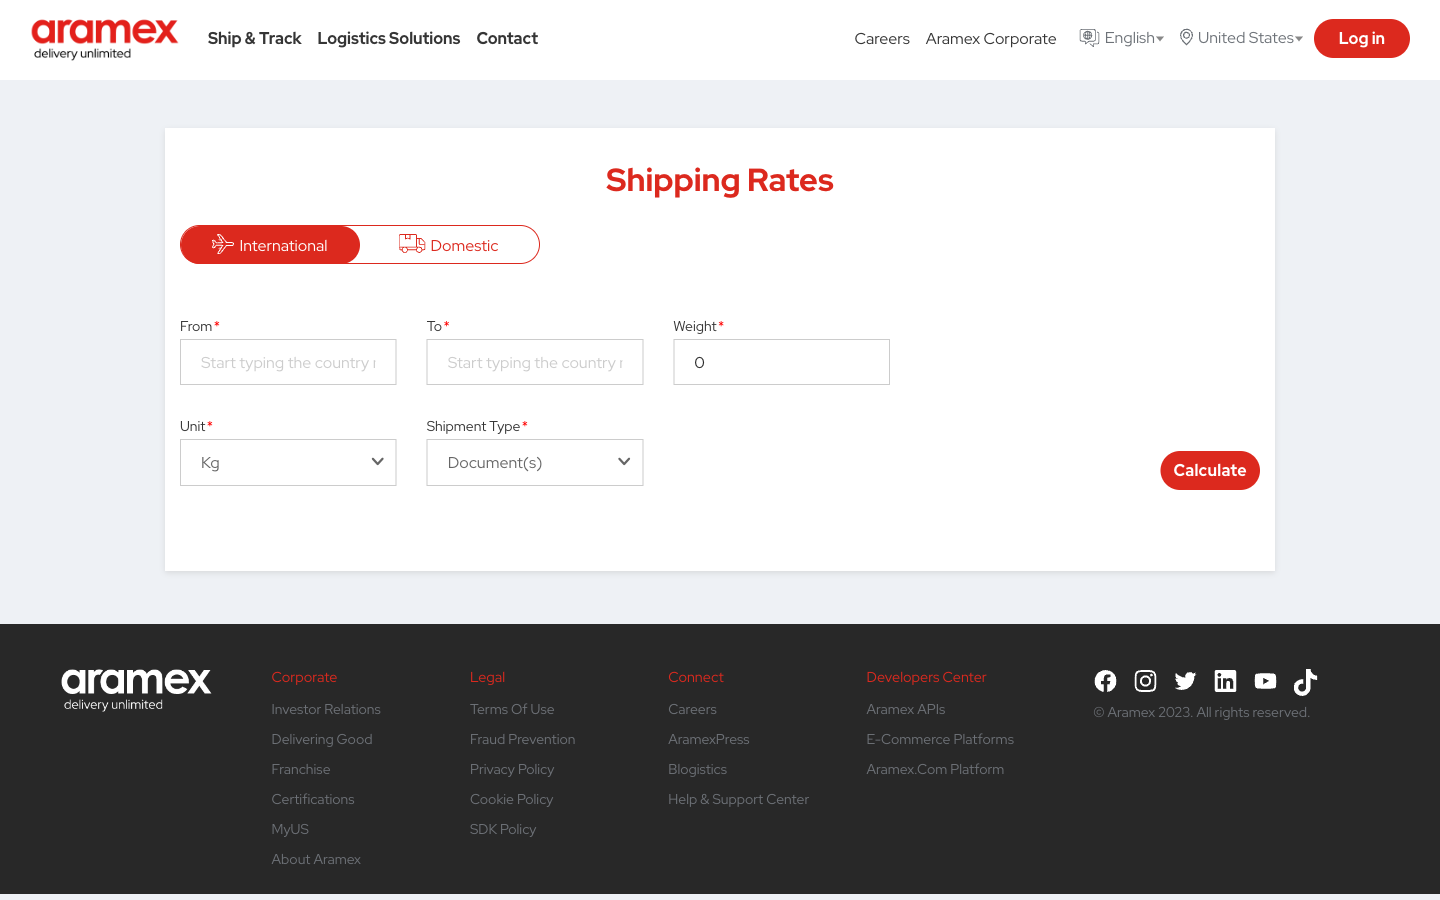 aramex
delivery unlimited
Ship & Track
Logistics Solutions
Contact
Careers
Aramex Corporate
English
United States
Log in
Shipping Rates
International
Domestic
From*
To*
Weight*
Start typing the country
Start typing the country
0
Unit*
Shipment Type*
Kg
Document(s)
Calculate
aramex
delivery unlimited
Corporate
Investor Relations
Delivering Good
Franchise
Certifications
MyUS
About Aramex
Legal
Terms Of Use
Fraud Prevention
Privacy Policy
Cookie Policy
SDK Policy
Connect
Careers
AramexPress
Blogistics
Help & Support Center
Developers Center
Aramex APIs
E-Commerce Platforms
Aramex.Com Platform
© Aramex 2023. All rights reserved.